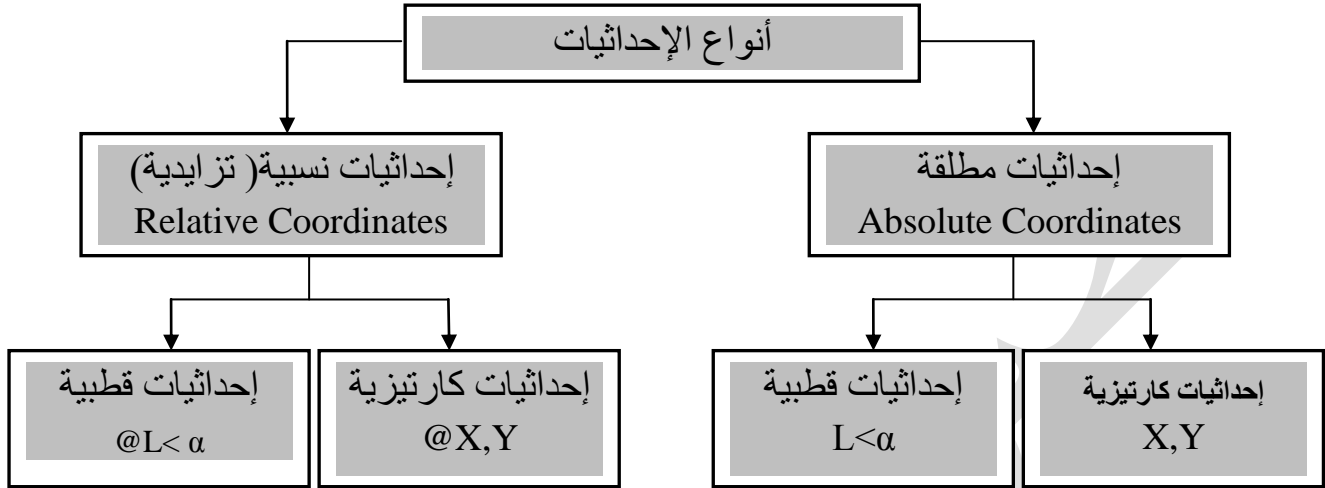 أنواع الإحداثيات
إحداثيات مطلقة
Absolute Coordinates
إحداثيات نسبية( تزايدية)
Relative Coordinates
إحداثيات كارتيزية
X,Y
إحداثيات قطبية
L<α
إحداثيات كارتيزية
@X,Y
إحداثيات قطبية
@L< α